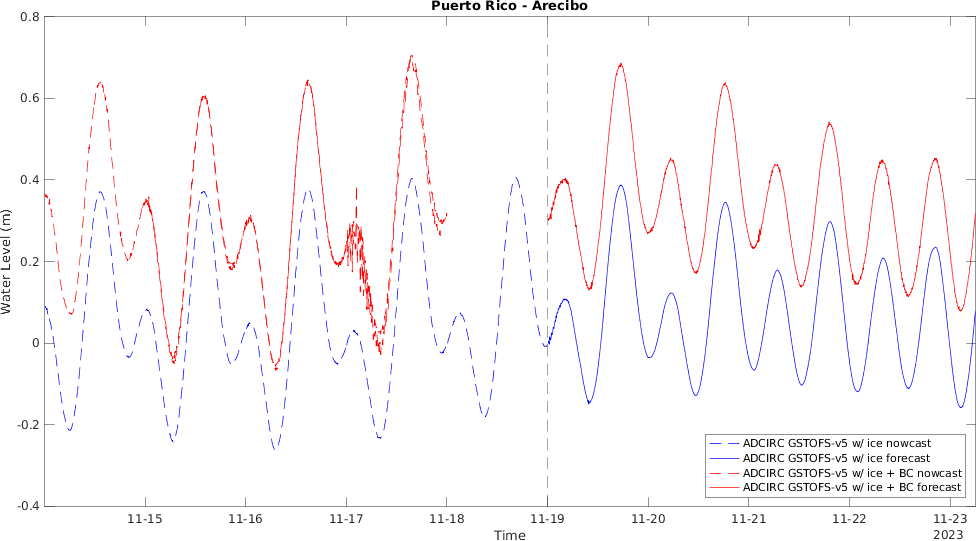 Puerto Rico - Arecibo
0.8
0.6
0.4
0.2
0
-0.2
-0.4
Water Level (m)
ADCIRC GSTOFS-v5 w/ ice nowcast
ADCIRC GSTOFS-v5 w/ ice forecast
ADCIRC GSTOFS-v5 w/ ice + BC nowcast
ADCIRC GSTOFS-v5 w/ ice + BC forecast
11-15 11-16 11-17 11-18 11-19 11-20 11-21 11-22 11-23
Time 2023